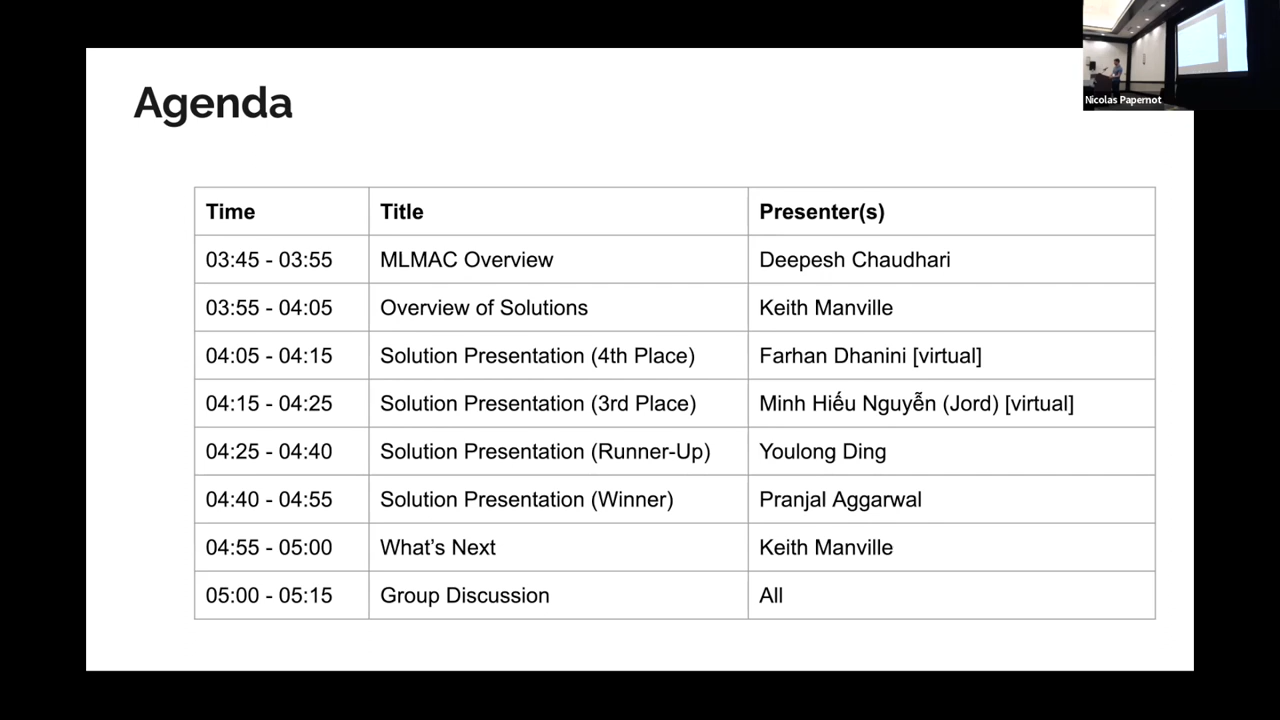 Agenda
Nicolas Papernot
Time Title Presenter(s)
03:45 - 03:55 MLMAC Overview Deepesh Chaudhari
03:55 - 04:05 Overview of Solutions Keith Manville
04:05 - 04:15 Solution Presentation (4th Place) Farhan Dhanini [virtual]
04:15 - 04:25 Solution Presentation (3rd Place) Minh Hiếu Nguyễn (Jord) [virtual]
04:25 - 04:40 Solution Presentation (Runner-Up) Youlong Ding
04:40 - 04:55 Solution Presentation (Winner) Pranjal Aggarwal
04:55 - 05:00 What’s Next Keith Manville
05:00 - 05:15 Group Discussion All